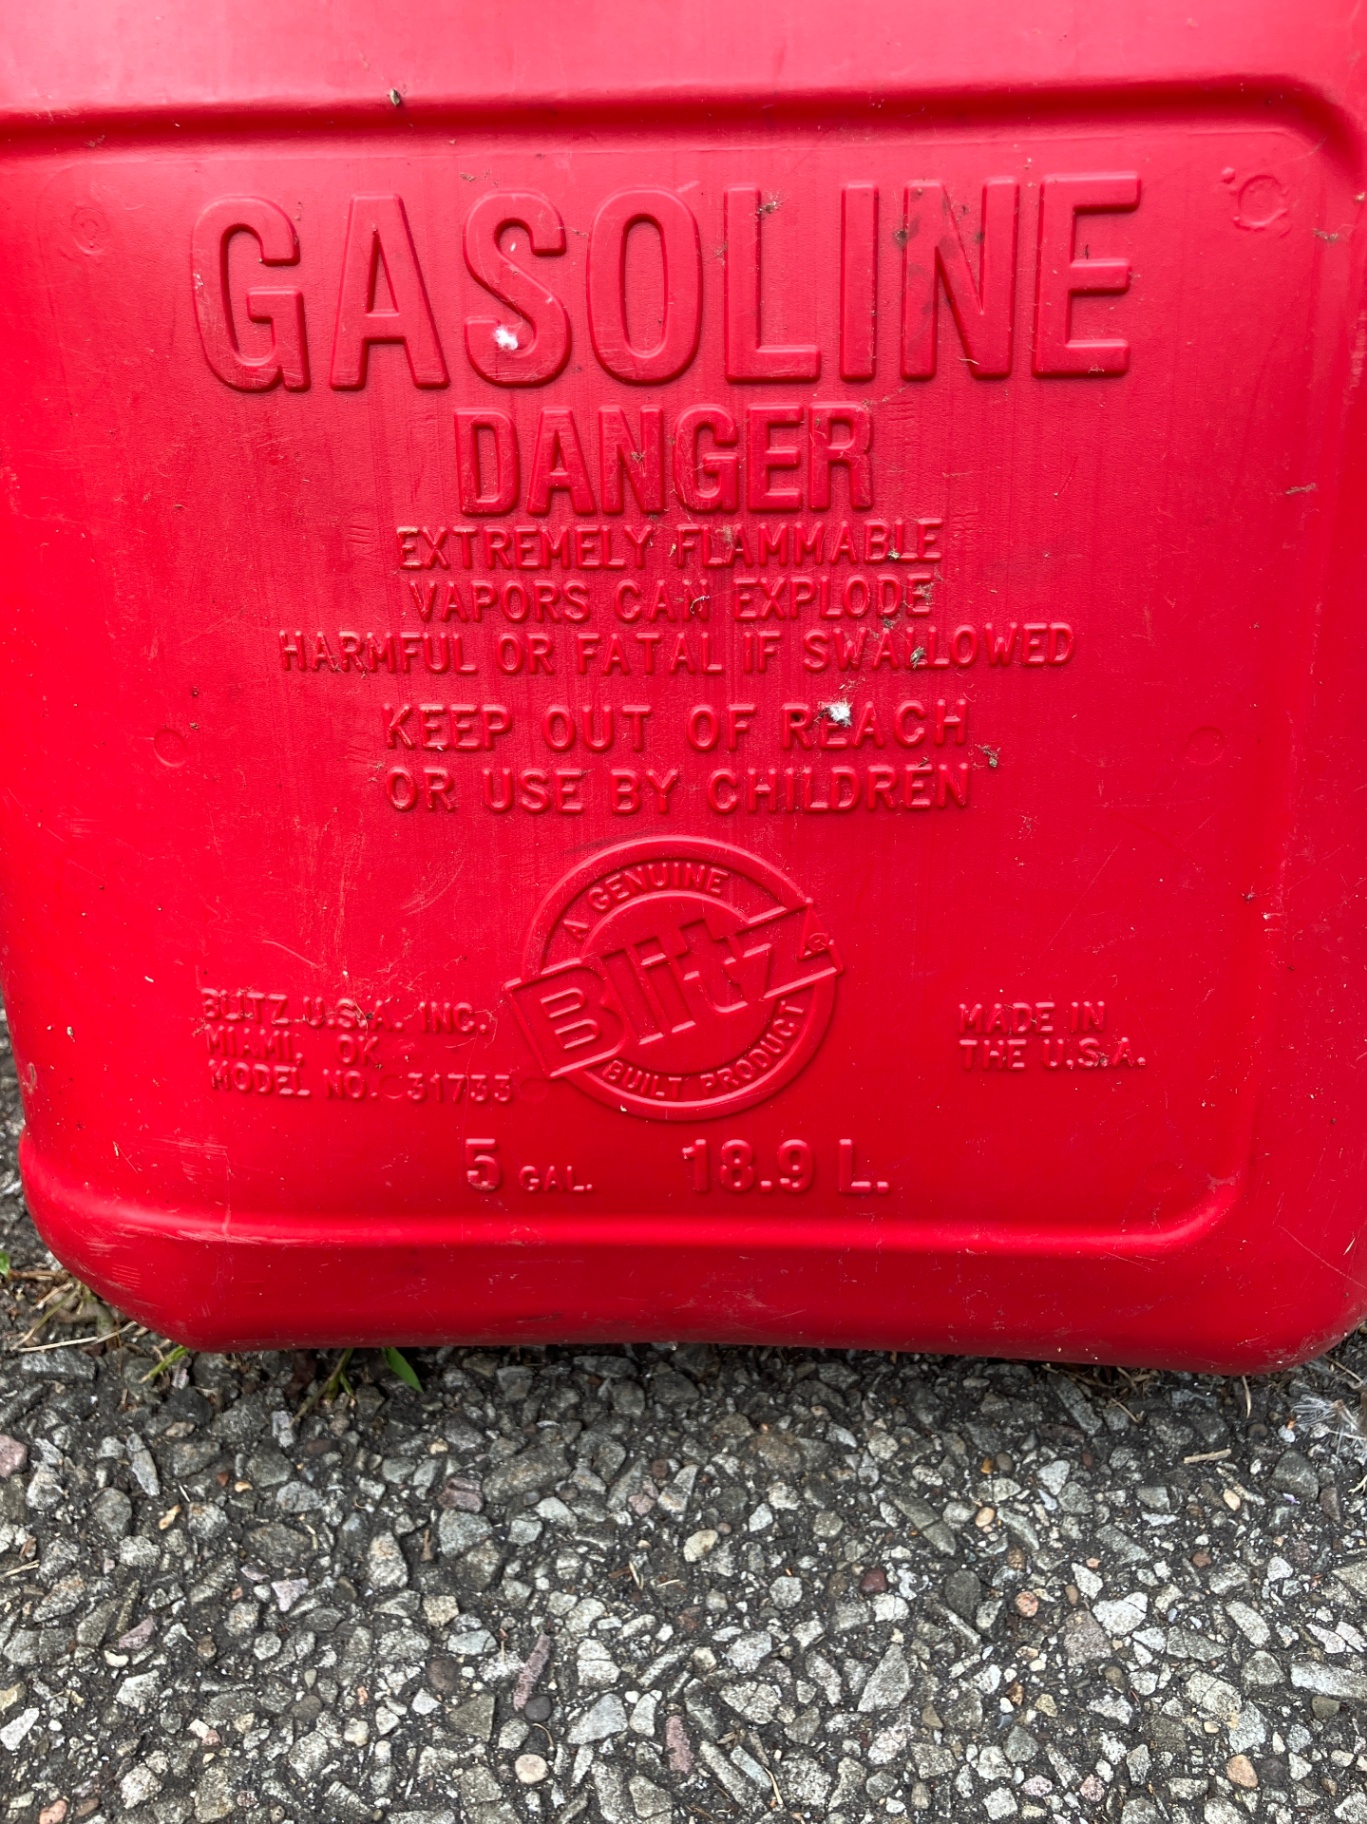 GASOLINE
DANGER
EXTREMELY FLAMMABLE
VAPORS CAN EXPLODE
HARMFUL OR FATAL IF SWALLOWED
KEEP OUT OF REACH
OR USE BY CHILDREN
A GENUINE
Blitz®
BUILT PRODUCT
BLITZ U.S.A. INC.
MIAMI, OK
MODEL NO. 31733
MADE IN
THE U.S.A.
5 GAL. 18.9 L.